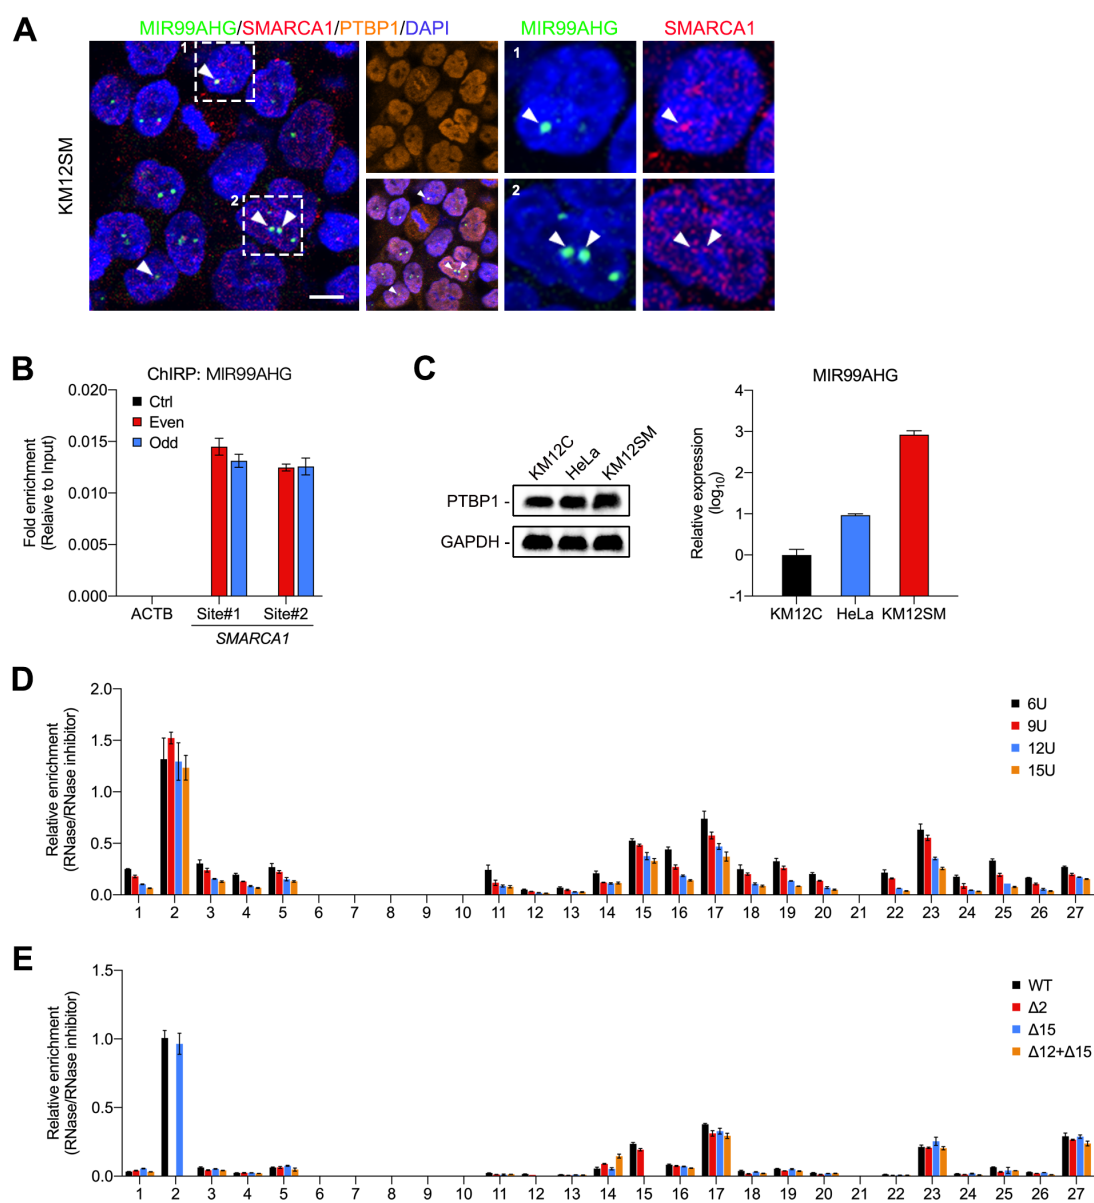 A
MIR99AHG/SMARCA1/PTBP1/DAPI
MIR99AHG
SMARCA1
KM12SM
1
2
1
2
B
ChIRP: MIR99AHG
Fold enrichment
(Relaive to Input)
0.020
0.015
0.010
0.005
0.000
Ctrl
Even
Odd
ACTB
Site#1
Site#2
SMARCA1
C
KM12C
HeLa
KM12SM
PTBP1 -
GAPDH -
MIR99AHG
Relative expression
(log10)
4
3
2
1
0
-1
KM12C HeLa KM12SM
D
Relative enrichment
(RNase/RNase inhibitor)
2.0
1.5
1.0
0.5
0.0
6U
9U
12U
15U
1 2 3 4 5 6 7 8 9 10 11 12 13 14 15 16 17 18 19 20 21 22 23 24 25 26 27
E
Relative enrichment
(RNase/RNase inhibitor)
1.5
1.0
0.5
0.0
WT
Δ2
Δ15
Δ12+Δ15
1 2 3 4 5 6 7 8 9 10 11 12 13 14 15 16 17 18 19 20 21 22 23 24 25 26 27